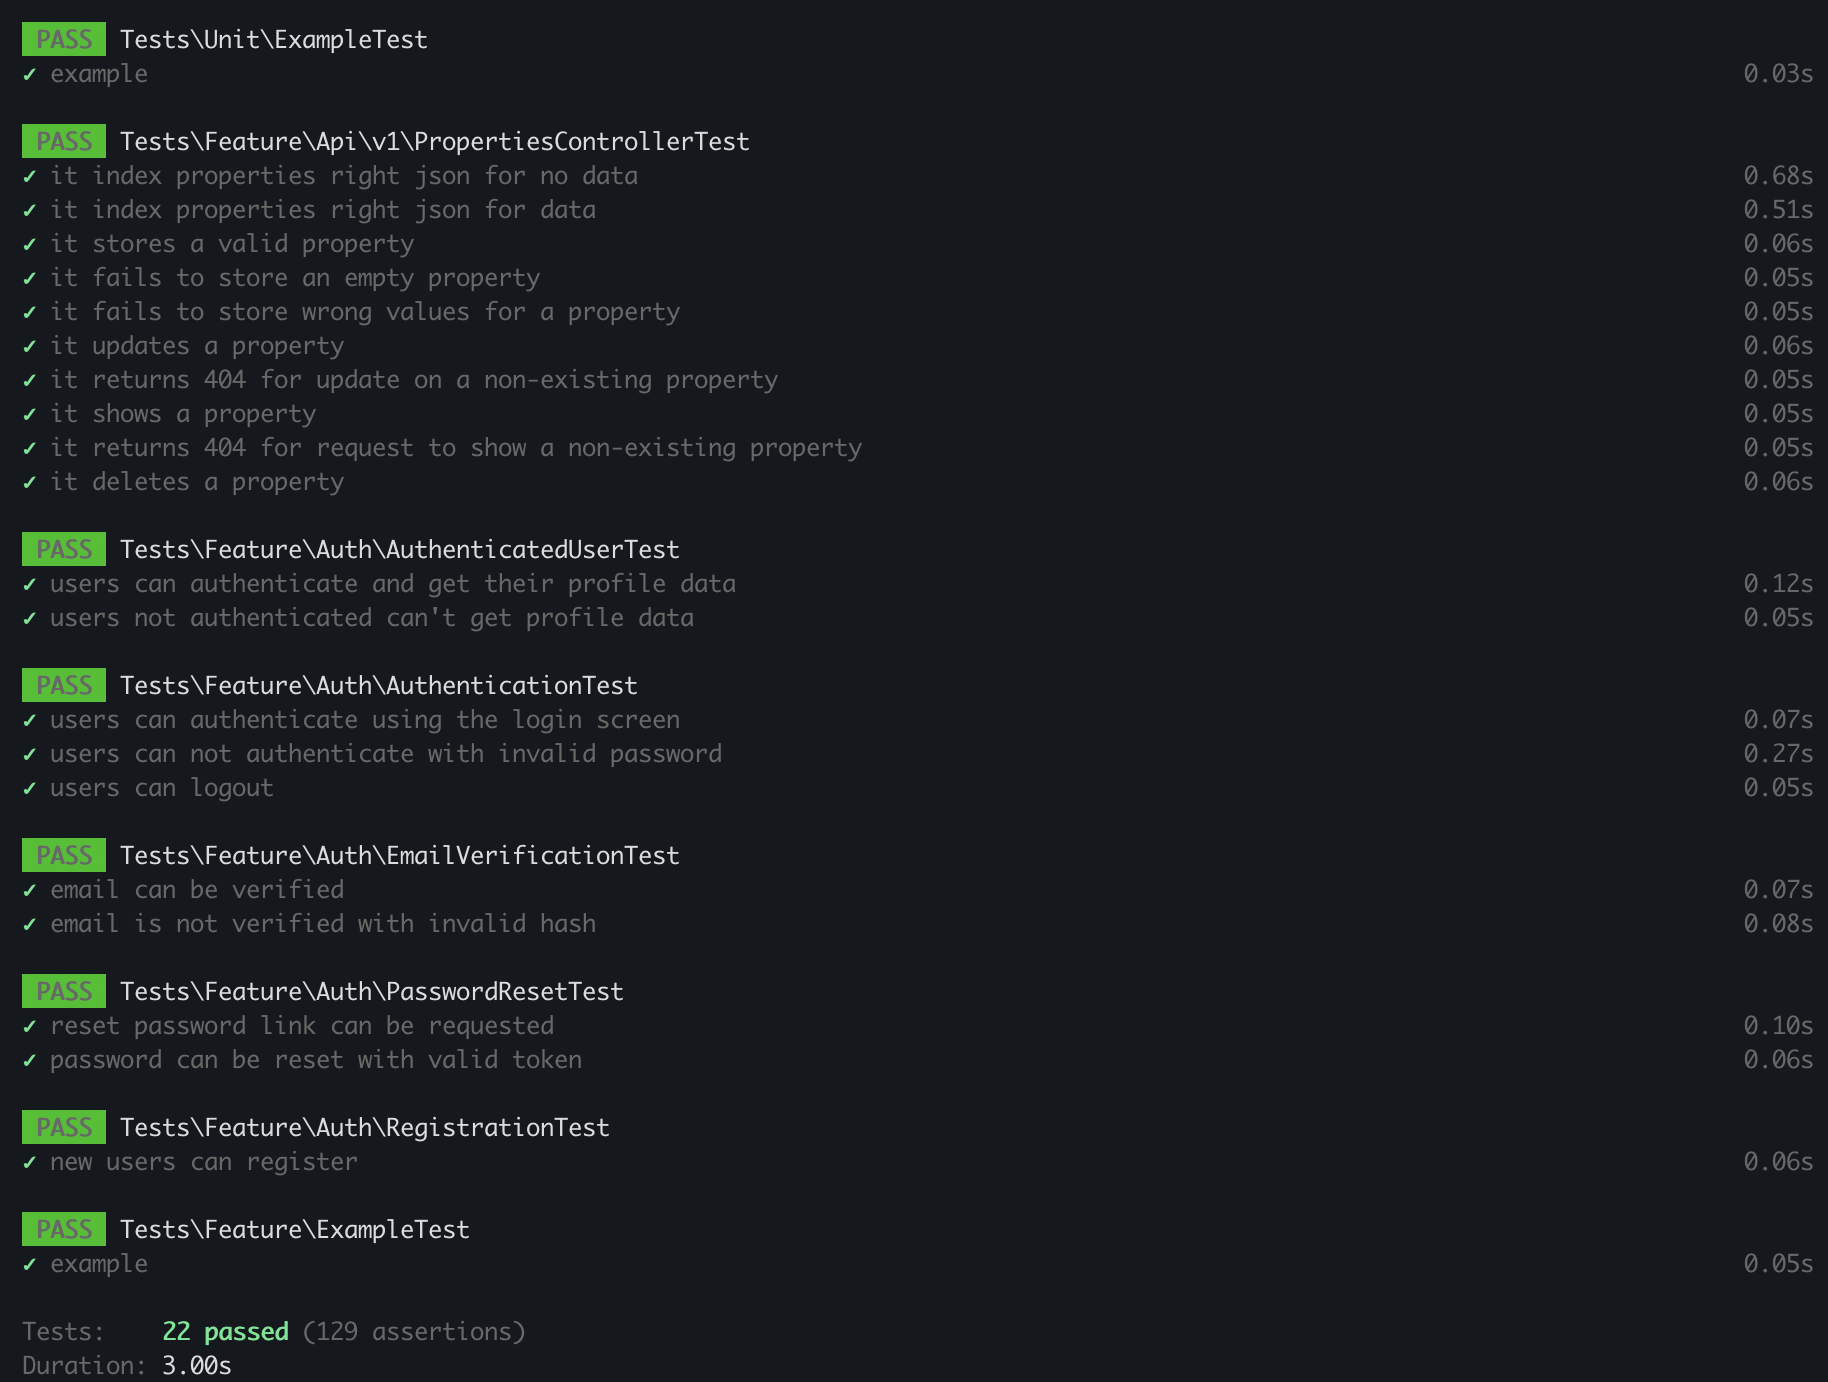 PASS Tests\Unit\ExampleTest
✓ example 0.03s
PASS Tests\Feature\Api\v1\PropertiesControllerTest
✓ it index properties right json for no data 0.68s
✓ it index properties right json for data 0.51s
✓ it stores a valid property 0.06s
✓ it fails to store an empty property 0.05s
✓ it fails to store wrong values for a property 0.05s
✓ it updates a property 0.06s
✓ it returns 404 for update on a non-existing property 0.05s
✓ it shows a property 0.05s
✓ it returns 404 for request to show a non-existing property 0.05s
✓ it deletes a property 0.06s
PASS Tests\Feature\Auth\AuthenticatedUserTest
✓ users can authenticate and get their profile data 0.12s
✓ users not authenticated can't get profile data 0.05s
PASS Tests\Feature\Auth\AuthenticationTest
✓ users can authenticate using the login screen 0.07s
✓ users can not authenticate with invalid password 0.27s
✓ users can logout 0.05s
PASS Tests\Feature\Auth\EmailVerificationTest
✓ email can be verified 0.07s
✓ email is not verified with invalid hash 0.08s
PASS Tests\Feature\Auth\PasswordResetTest
✓ reset password link can be requested 0.10s
✓ password can be reset with valid token 0.06s
PASS Tests\Feature\Auth\RegistrationTest
✓ new users can register 0.06s
PASS Tests\Feature\ExampleTest
✓ example 0.05s
Tests: 22 passed (129 assertions)
Duration: 3.00s